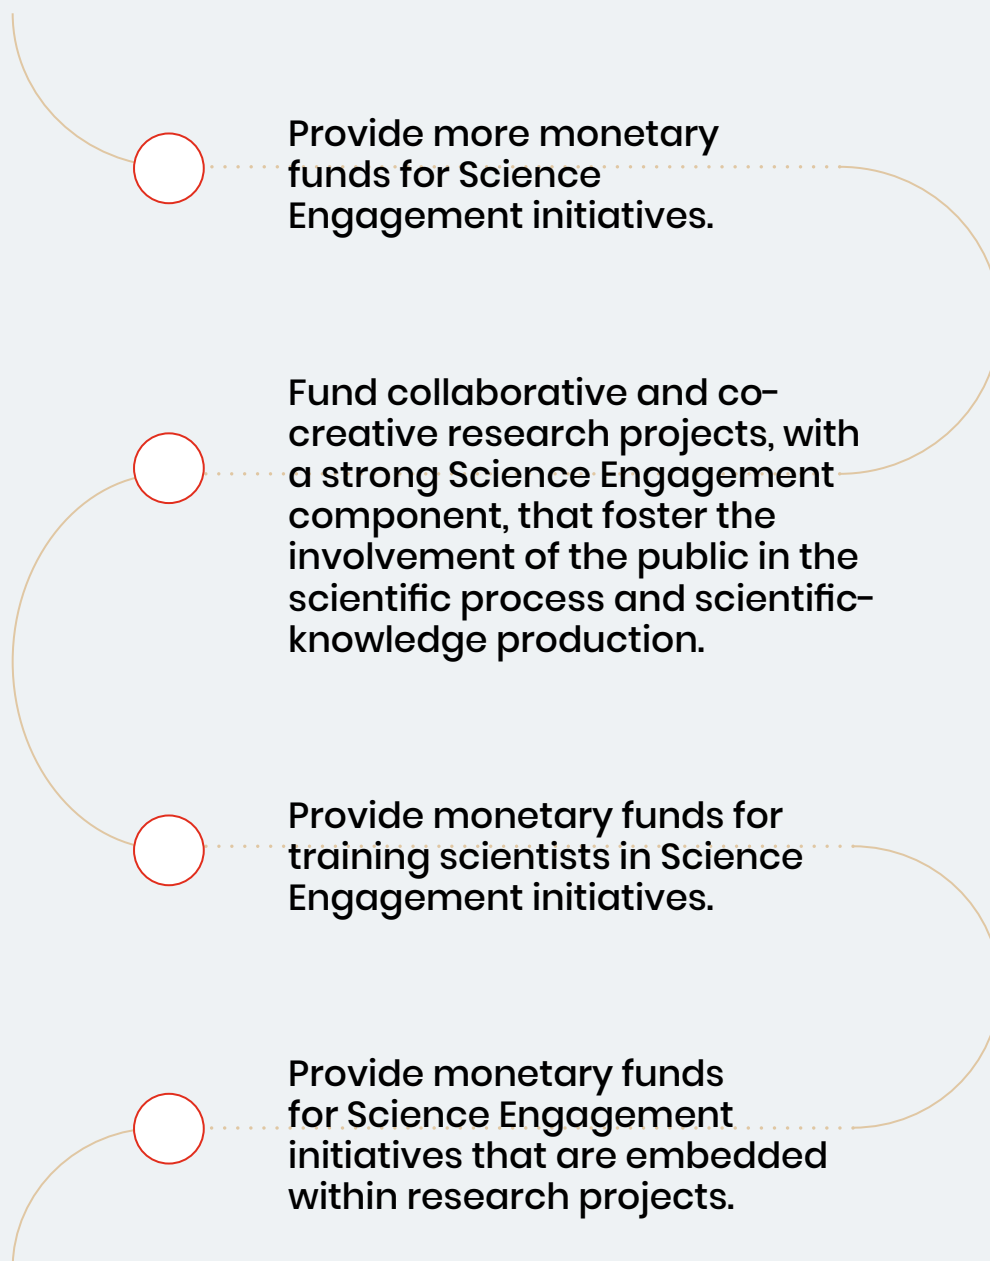 Provide more monetary
funds for Science
Engagement initiatives.
Fund collaborative and co-
creative research projects, with
a strong Science Engagement
component, that foster the
involvement of the public in the
scientific process and scientific-
knowledge production.
Provide monetary funds for
training scientists in Science
Engagement initiatives.
Provide monetary funds
for Science Engagement
initiatives that are embedded
within research projects.